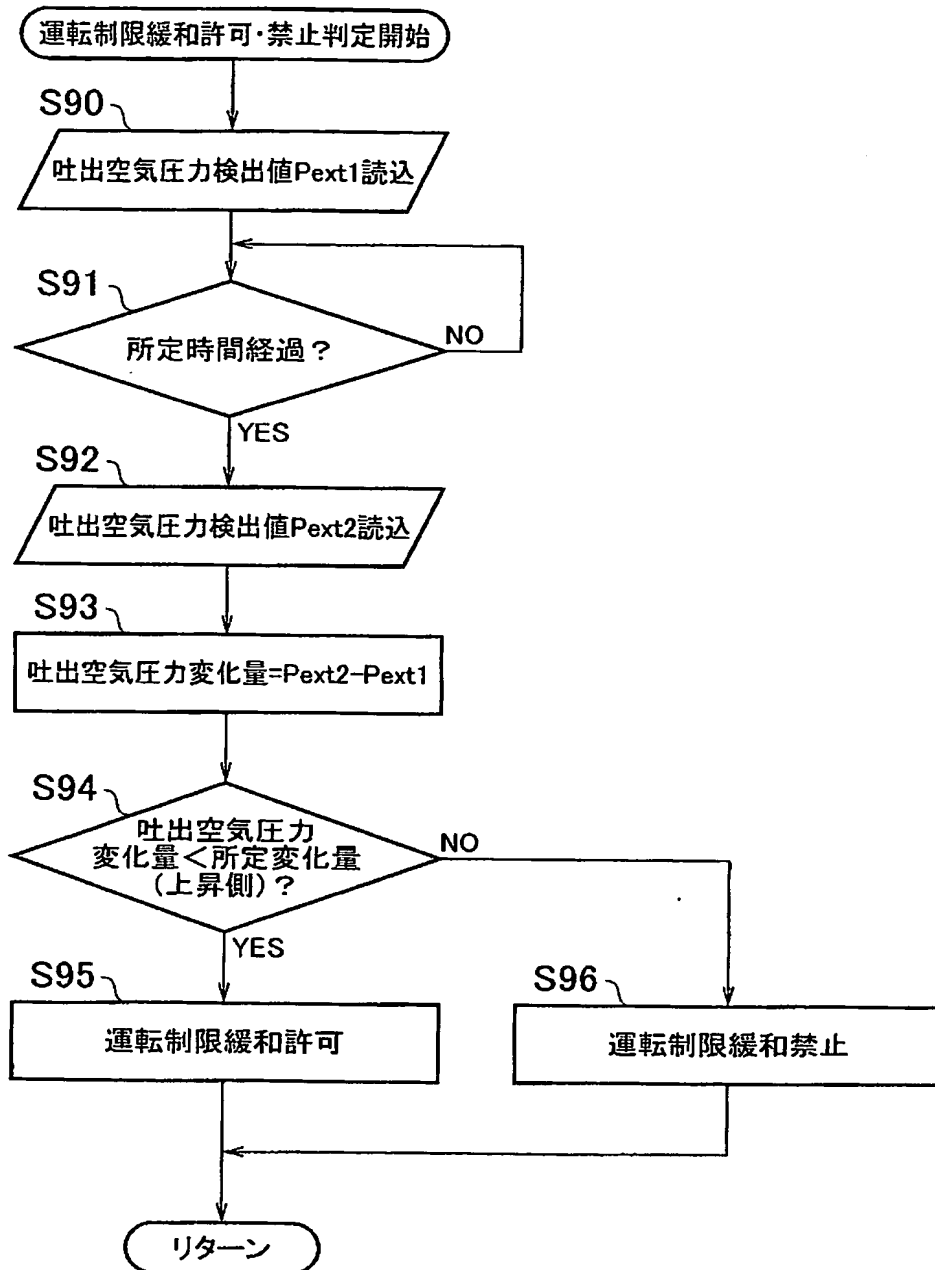 運転制限緩和許可・禁止判定開始
S90
吐出空気圧力検出値Pext1読込
S91
所定時間経過?
NO
YES
S92
吐出空気圧力検出値Pext2読込
S93
吐出空気圧力変化量=Pext2-Pext1
S94
吐出空気圧力
変化量<所定変化量
(上昇側)?
NO
YES
S95
運転制限緩和許可
S96
運転制限緩和禁止
リターン